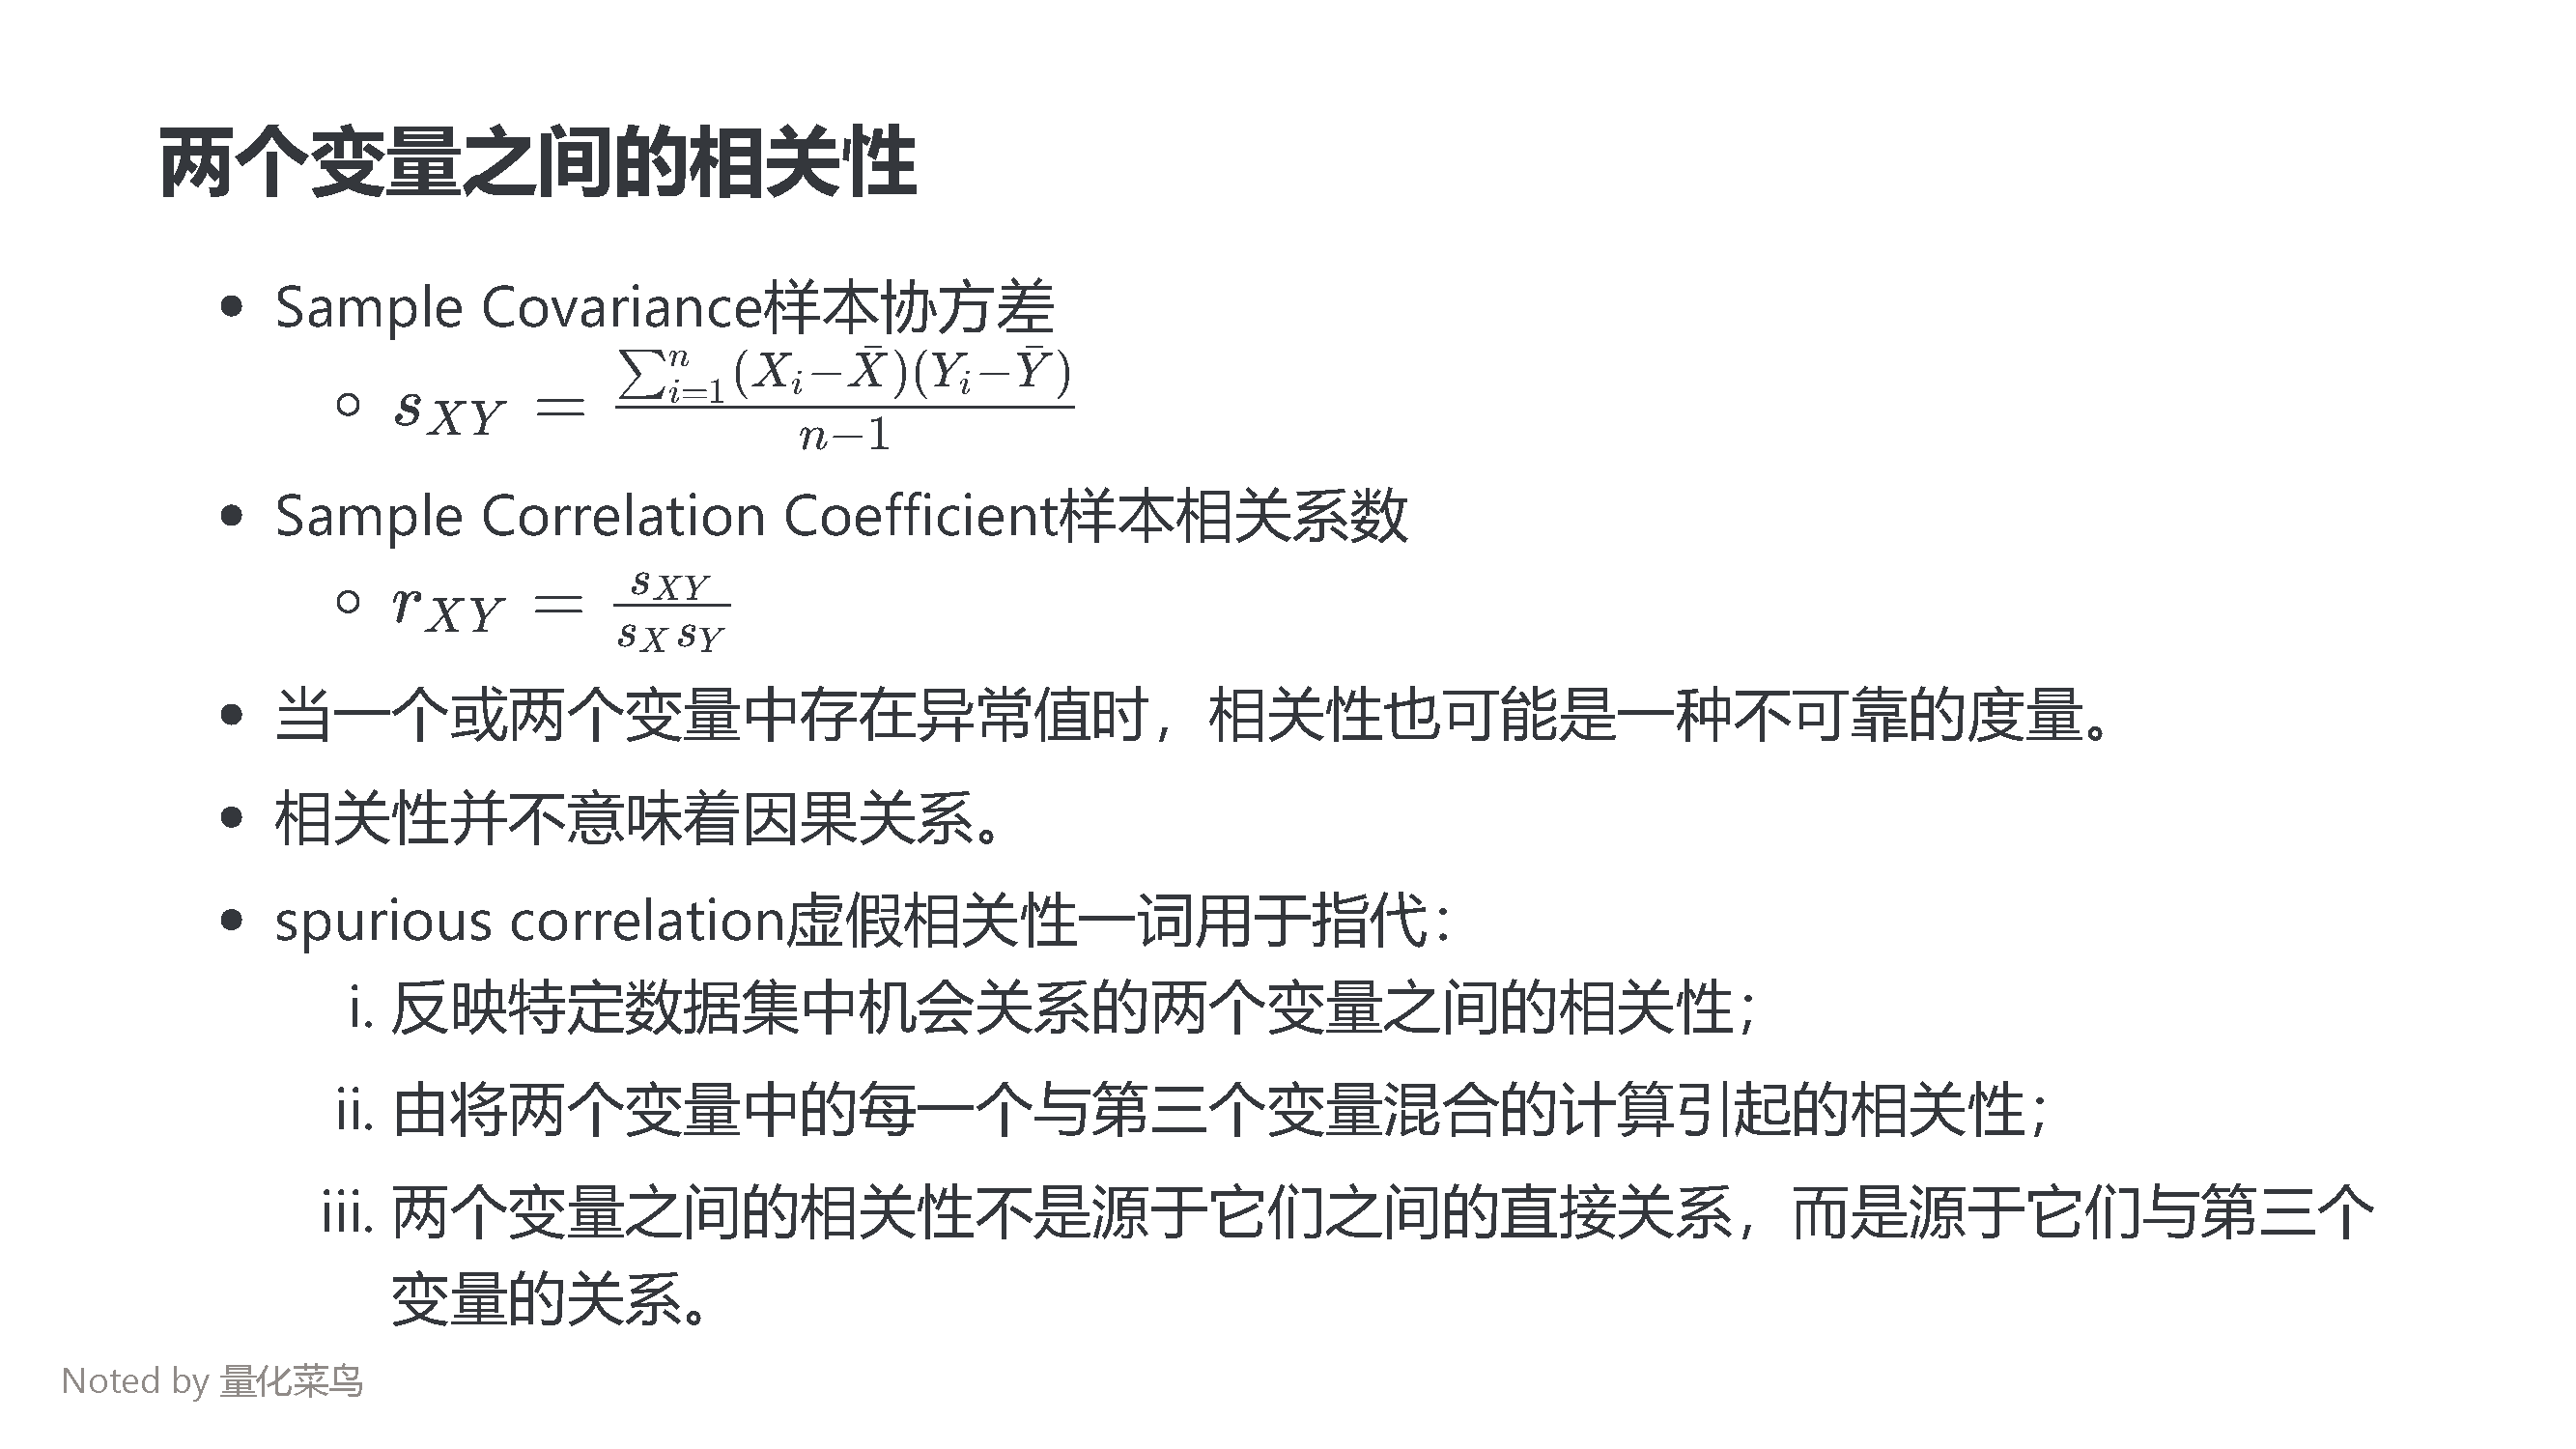 两个变量之间的相关性
• Sample Covariance样本协方差
◦ $s_{XY} = \frac{\sum_{i=1}^{n}(X_i-\bar{X})(Y_i-\bar{Y})}{n-1}$
• Sample Correlation Coefficient样本相关系数
◦ $r_{XY} = \frac{s_{XY}}{s_X s_Y}$
• 当一个或两个变量中存在异常值时，相关性也可能是一种不可靠的度量。
• 相关性并不意味着因果关系。
• spurious correlation虚假相关性一词用于指代：
i. 反映特定数据集中机会关系的两个变量之间的相关性；
ii. 由将两个变量中的每一个与第三个变量混合的计算引起的相关性；
iii. 两个变量之间的相关性不是源于它们之间的直接关系，而是源于它们与第三个
变量的关系。
Noted by 量化菜鸟